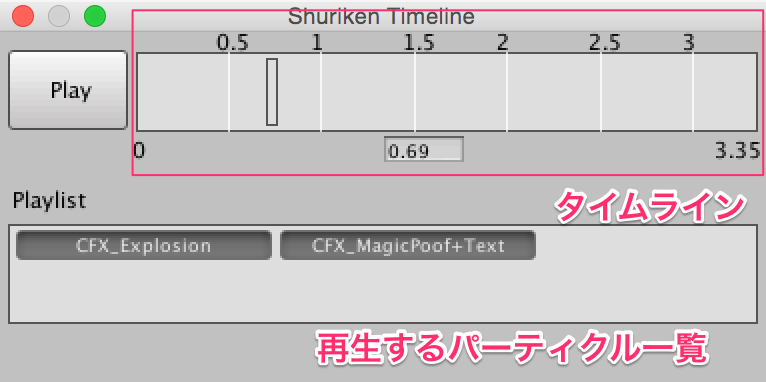 Shuriken Timeline
0.5 1 1.5 2 2.5 3
Play
0 0.69 3.35
タイムライン
Playlist
CFX_Explosion CFX_MagicPoof+Text
再生するパーティクル一覧